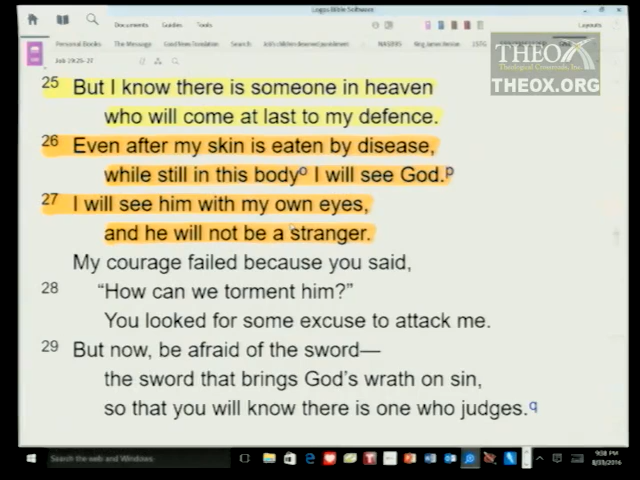 Logos Bible Software
Documents Guides Tools
Layouts
Personal Books The Message Good News Translation Search NASB95 King James Version
Job 19:25-27
THEOX
THEOX.ORG
25 But I know there is someone in heaven
who will come at last to my defence.
26 Even after my skin is eaten by disease,
while still in this body o I will see God. p
27 I will see him with my own eyes,
and he will not be a stranger.
My courage failed because you said,
28 “How can we torment him?”
You looked for some excuse to attack me.
29 But now, be afraid of the sword—
the sword that brings God’s wrath on sin,
so that you will know there is one who judges. q
Search the web and Windows
9:08 PM